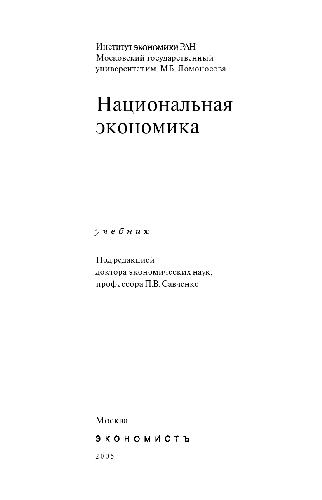 Институт экономики РАН
Московский государственный
университет им. М.В. Ломоносова
Национальная
экономика
учебник
Под редакцией
доктора экономических наук,
профессора П.В. Савченко
Москва
ЭКОНОМИСТЪ
2005